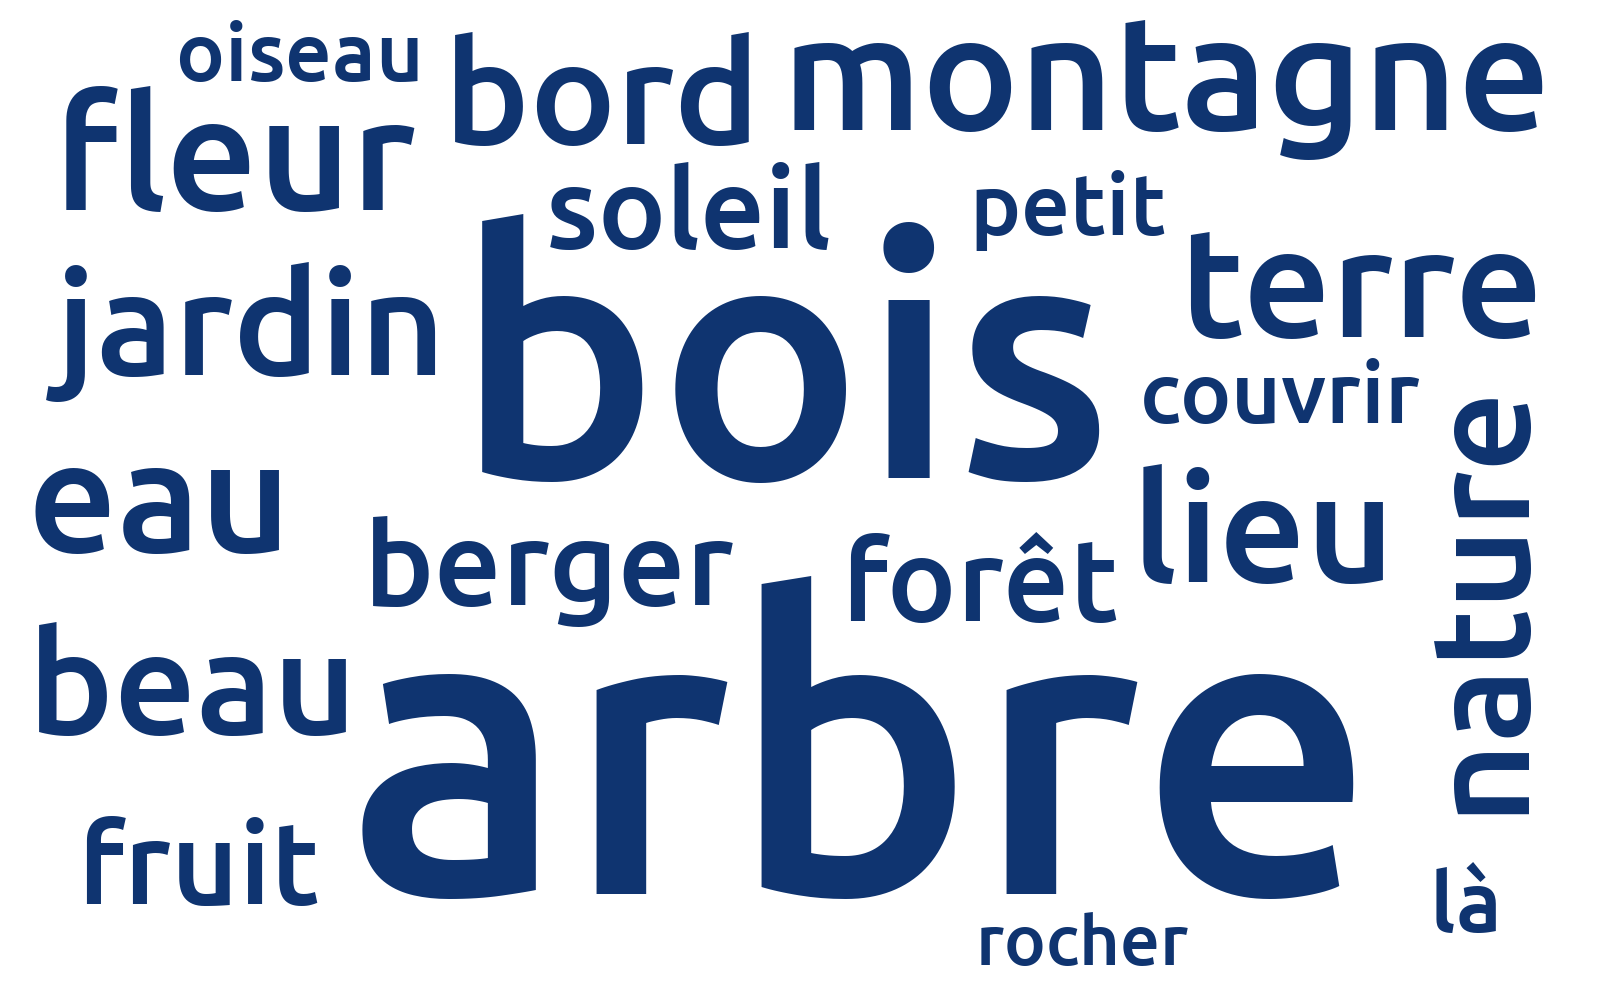 oiseau
fleur
bord
montagne
soleil
petit
jardin
bois
terre
couvrir
eau
berger
forêt
lieu
nature
beau
arbre
fruit
là
rocher